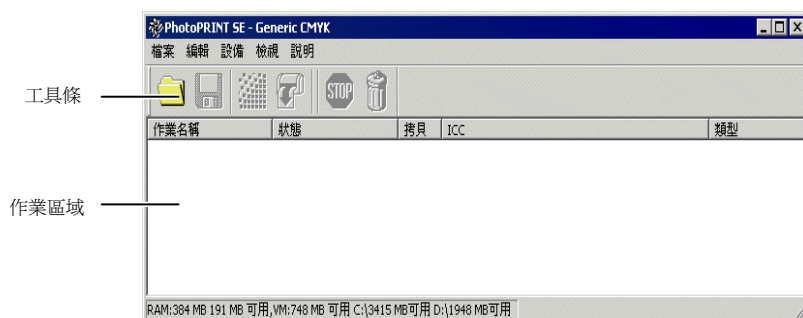 PhotoPRINT SE - Generic CMYK
檔案 編輯 設備 檢視 說明
工具條
STOP
作業名稱 狀態 拷貝 ICC 類型
作業區域
RAM:384 MB 191 MB 可用,VM:748 MB 可用 C:\3415 MB可用 D:\1948 MB可用